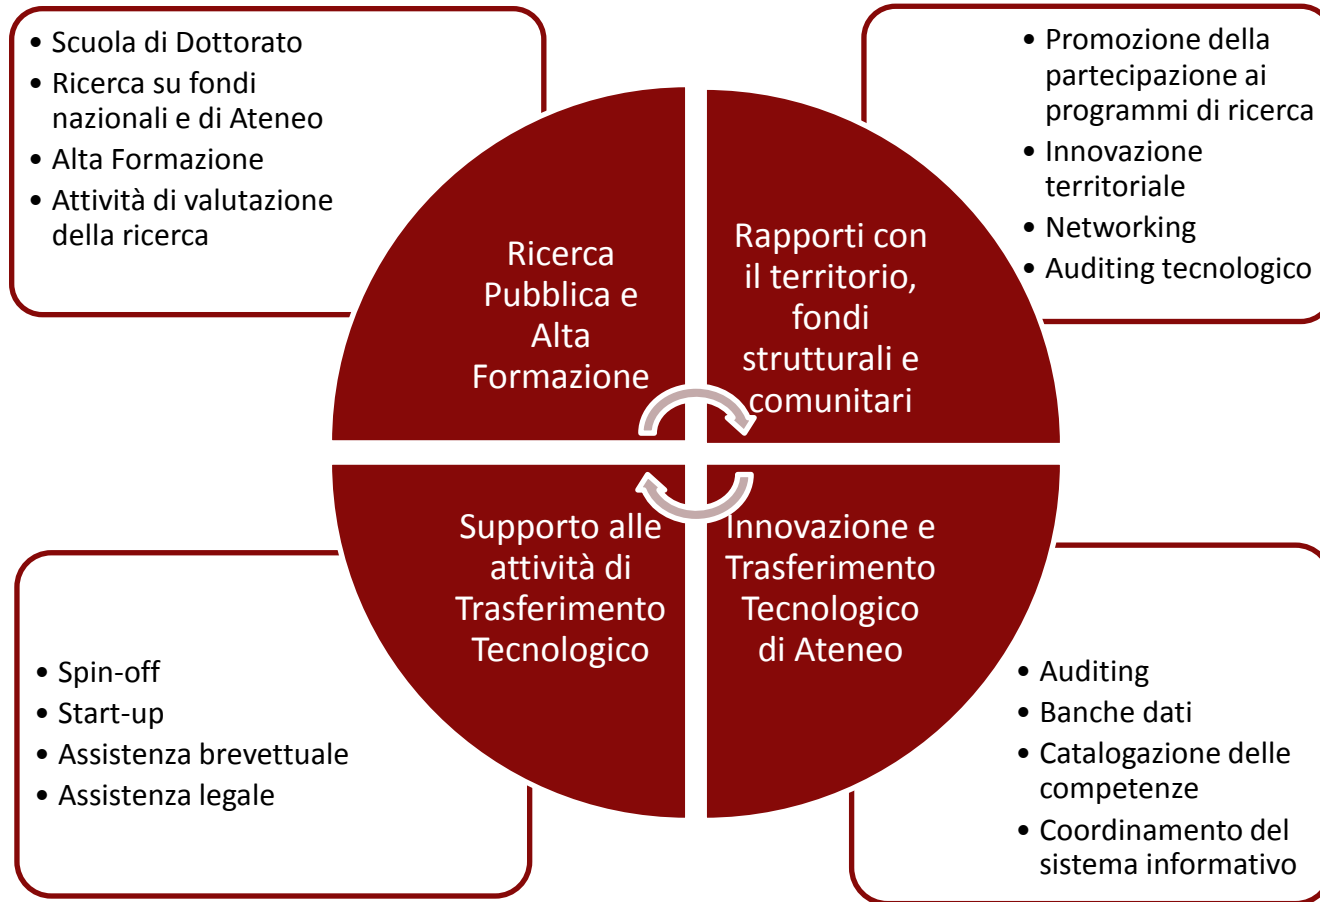 • Scuola di Dottorato
• Ricerca su fondi
nazionali e di Ateneo
• Alta Formazione
• Attività di valutazione
della ricerca
• Promozione della
partecipazione ai
programmi di ricerca
• Innovazione
territoriale
• Networking
• Auditing tecnologico
Ricerca
Pubblica e
Alta
Formazione
Rapporti con
il territorio,
fondi
strutturali e
comunitari
Supporto alle
attività di
Trasferimento
Tecnologico
Innovazione e
Trasferimento
Tecnologico
di Ateneo
• Spin-off
• Start-up
• Assistenza brevettuale
• Assistenza legale
• Auditing
• Banche dati
• Catalogazione delle
competenze
• Coordinamento del
sistema informativo